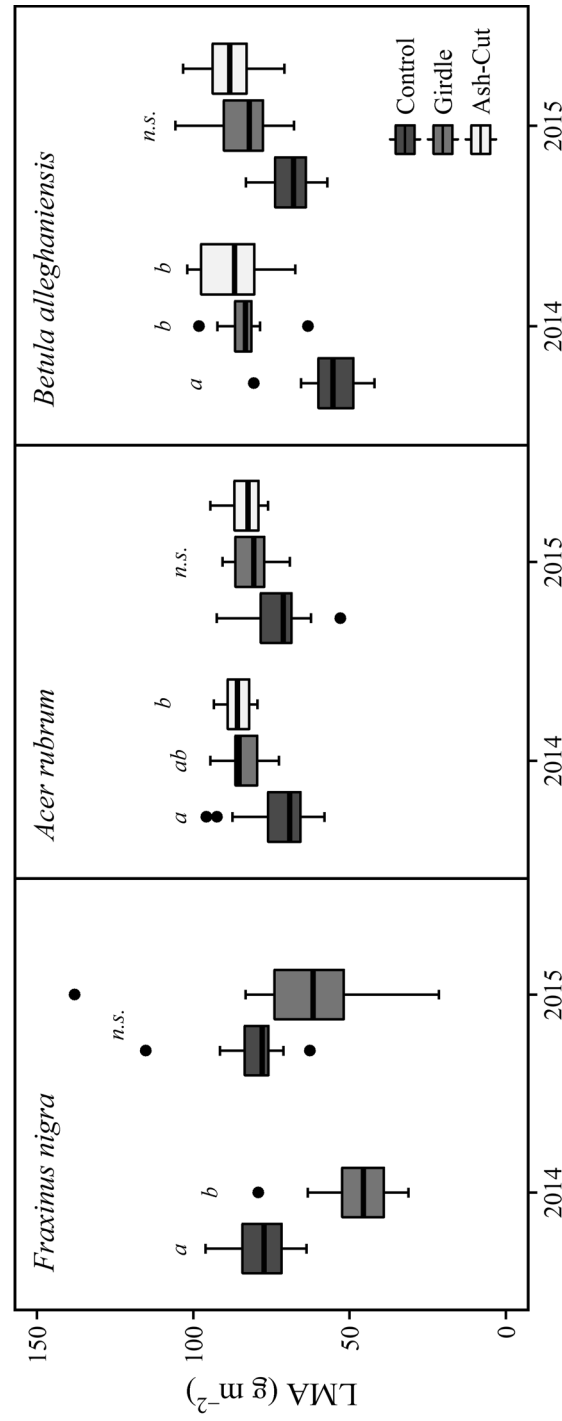 Fraxinus nigra
Acer rubrum
Betula alleghaniensis
a
b
n.s.
a
ab
b
n.s.
a
b
b
n.s.
Control
Girdle
Ash-Cut
LMA (g m⁻²)
150
100
50
0
2014
2015
2014
2015
2014
2015